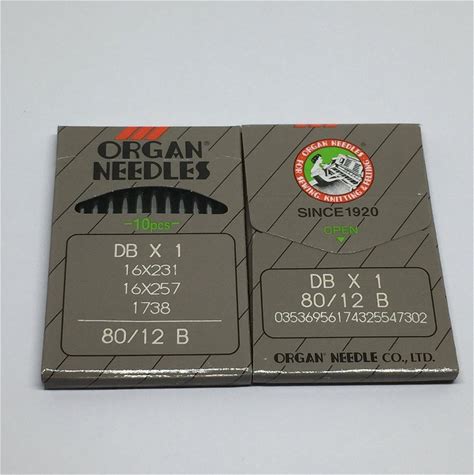 ORGAN®
NEEDLES
-10pcs-
DB X 1
16X231
16X257
1738
80/12 B
ORGAN NEEDLES
FOR SEWING, KNITTING & FELTING
SINCE1920
OPEN
DB X 1
80/12 B
03536956174325547302
ORGAN® NEEDLE CO., LTD.